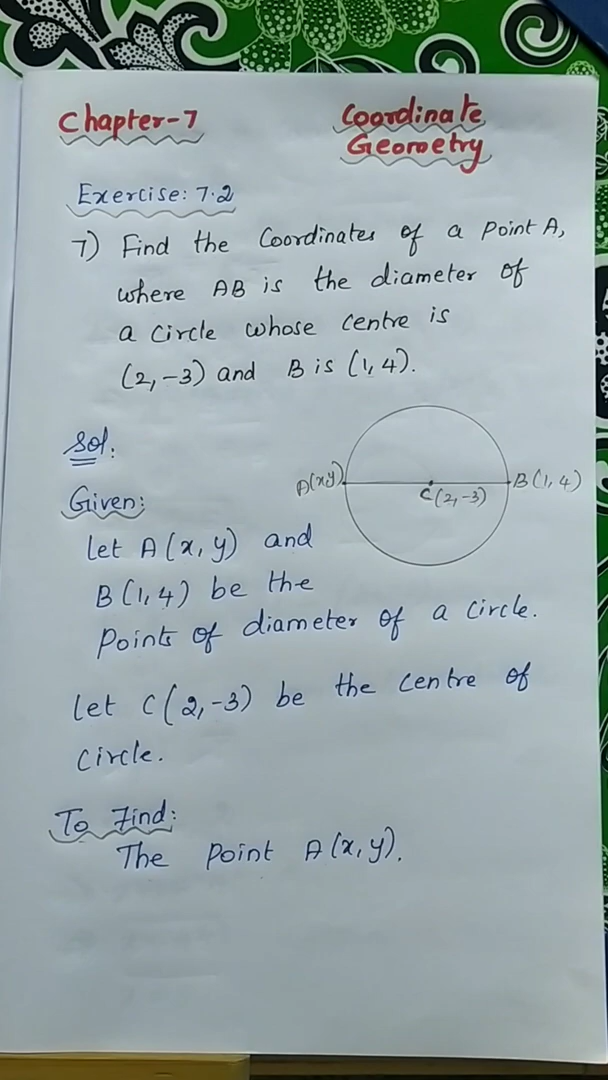 Chapter-7
Coordinate
Geometry
Exercise: 7.2
7) Find the Coordinates of a Point A,
where AB is the diameter of
a circle whose centre is
(2, -3) and B is (1, 4).
Sol:
A(x,y)
C(2, -3)
B(1, 4)
Given:
Let A(x, y) and
B(1, 4) be the
Points of diameter of a circle.
Let C(2, -3) be the centre of
circle.
To Find:
The Point A(x, y).